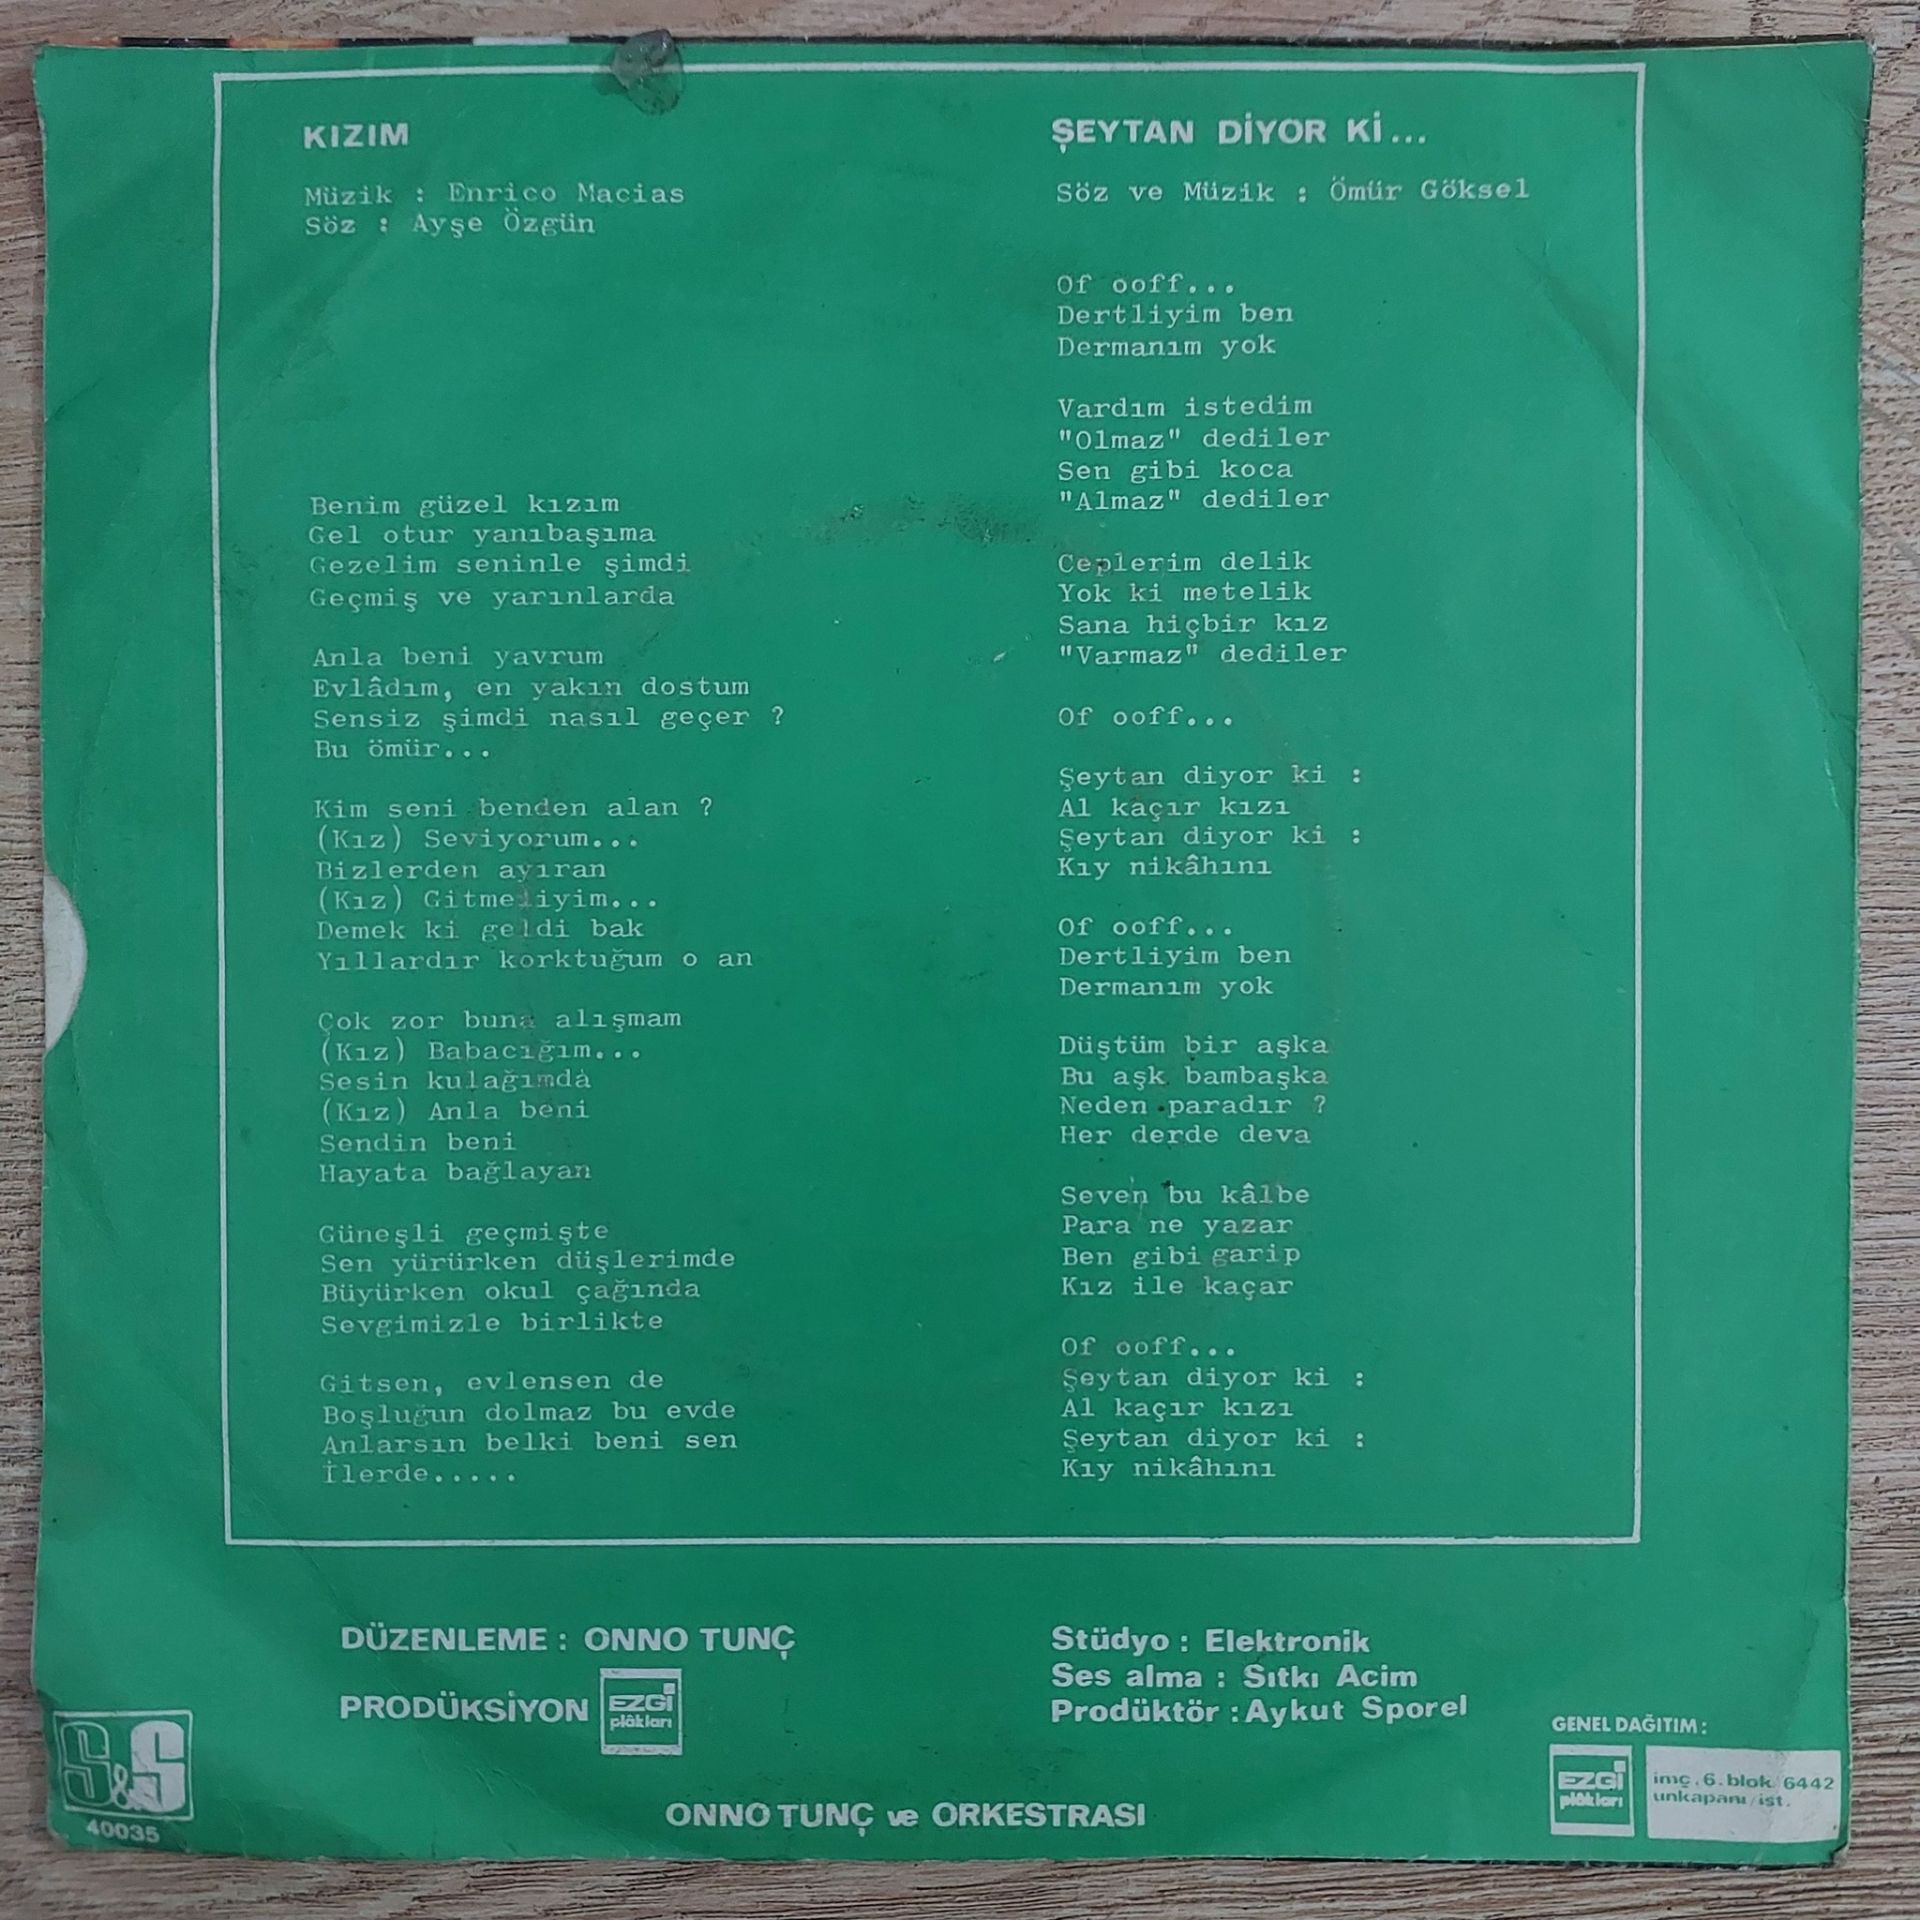 KIZIM
Müzik : Enrico Macias
Söz : Ayşe Özgün
Benim güzel kızım
Gel otur yanıbaşıma
Gezelim seninle şimdi
Geçmiş ve yarınlarda
Anla beni yavrum
Evlâdım, en yakın dostum
Sensiz şimdi nasıl geçer ?
Bu ömür...
Kim seni benden alan ?
(Kız) Seviyorum...
Bizlerden ayıran
(Kız) Gitmeliyim...
Demek ki geldi bak
Yıllardır korktuğum o an
Çok zor buna alışmam
(Kız) Babacığım...
Sesin kulağımda
(Kız) Anla beni
Sendin beni
Hayata bağlayan
Güneşli geçmişte
Sen yürürken düşlerimde
Büyürken okul çağında
Sevgimizle birlikte
Gitsen, evlensen de
Boşluğun dolmaz bu evde
Anlarsın belki beni sen
İlerde.....
ŞEYTAN DİYOR Kİ...
Söz ve Müzik : Ömür Göksel
Of ooff...
Dertliyim ben
Dermanım yok
Vardım istedim
"Olmaz" dediler
Sen gibi koca
"Almaz" dediler
Ceplerim delik
Yok ki metelik
Sana hiçbir kız
"Varmaz" dediler
Of ooff...
Şeytan diyor ki :
Al kaçır kızı
Şeytan diyor ki :
Kıy nikâhını
Of ooff...
Dertliyim ben
Dermanım yok
Düştüm bir aşka
Bu aşk bambaşka
Neden paradır ?
Her derde deva
Seven bu kâlbe
Para ne yazar
Ben gibi garip
Kız ile kaçar
Of ooff...
Şeytan diyor ki :
Al kaçır kızı
Şeytan diyor ki :
Kıy nikâhını
DÜZENLEME : ONNO TUNÇ
PRODÜKSİYON EZGİ plâkları
Stüdyo : Elektronik
Ses alma : Sıtkı Acim
Prodüktör : Aykut Sporel
ONNO TUNÇ ve ORKESTRASI
S&S
40035
GENEL DAĞITIM :
EZGİ plâkları
imç. 6. blok 6442
unkapanı/ist.